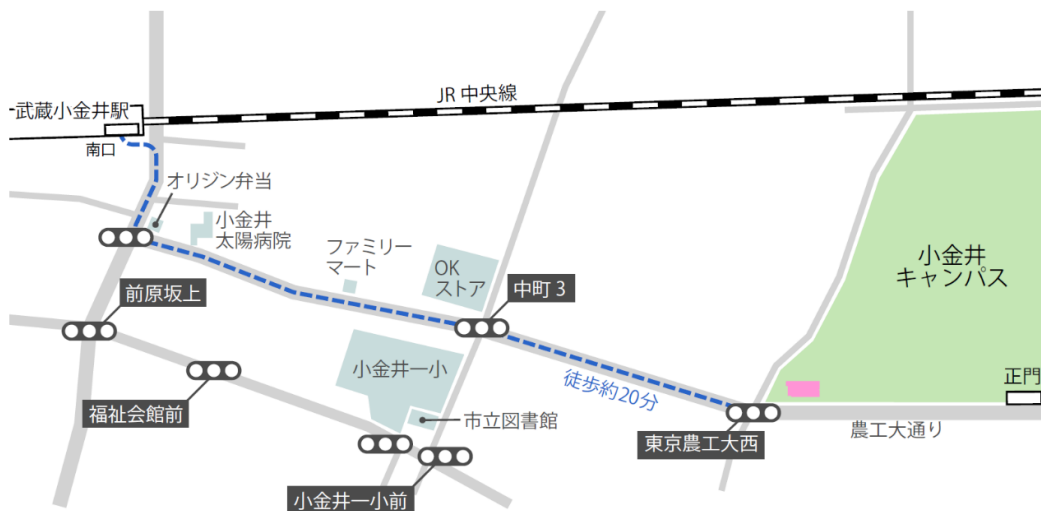 JR 中央線
武蔵小金井駅
南口
オリジン弁当
小金井
太陽病院
ファミリー
マート
OK
ストア
中町 3
小金井
キャンパス
前原坂上
小金井一小
徒歩約20分
正門
福祉会館前
市立図書館
東京農工大西
農工大通り
小金井一小前